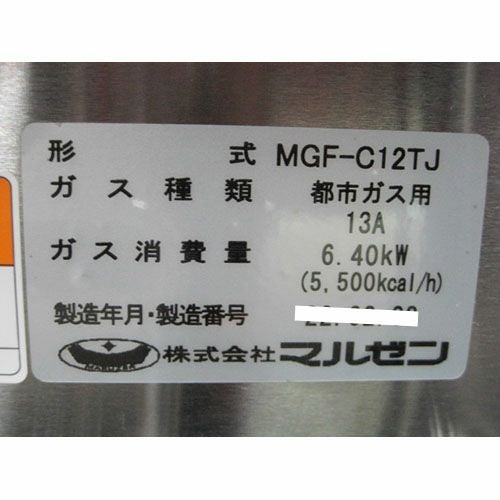 形 式 MGF-C12TJ
ガス種類 都市ガス用
13A
ガス消費量 6.40kW
(5,500kcal/h)
製造年月・製造番号
MARUZEN 株式会社 マルゼン